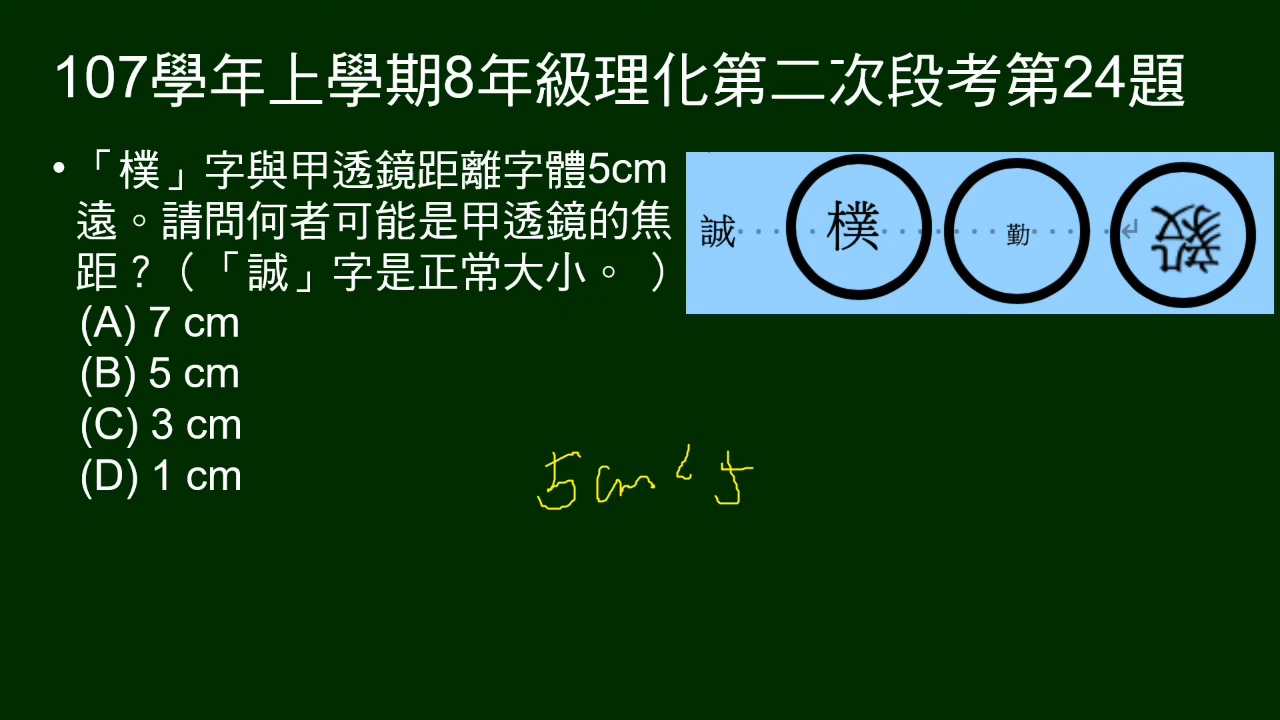 107學年上學期8年級理化第二次段考第24題
•「樸」字與甲透鏡距離字體5cm
遠。請問何者可能是甲透鏡的焦
距？（「誠」字是正常大小。 ）
(A) 7 cm
(B) 5 cm
(C) 3 cm
(D) 1 cm
誠 樸 勤
5cm < f